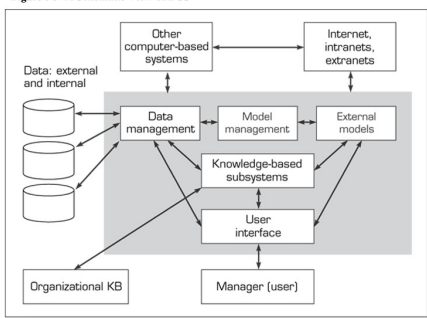 Other
computer-based
systems
Internet,
intranets,
extranets
Data: external
and internal
Data
management
Model
management
External
models
Knowledge-based
subsystems
User
interface
Organizational KB
Manager (user)